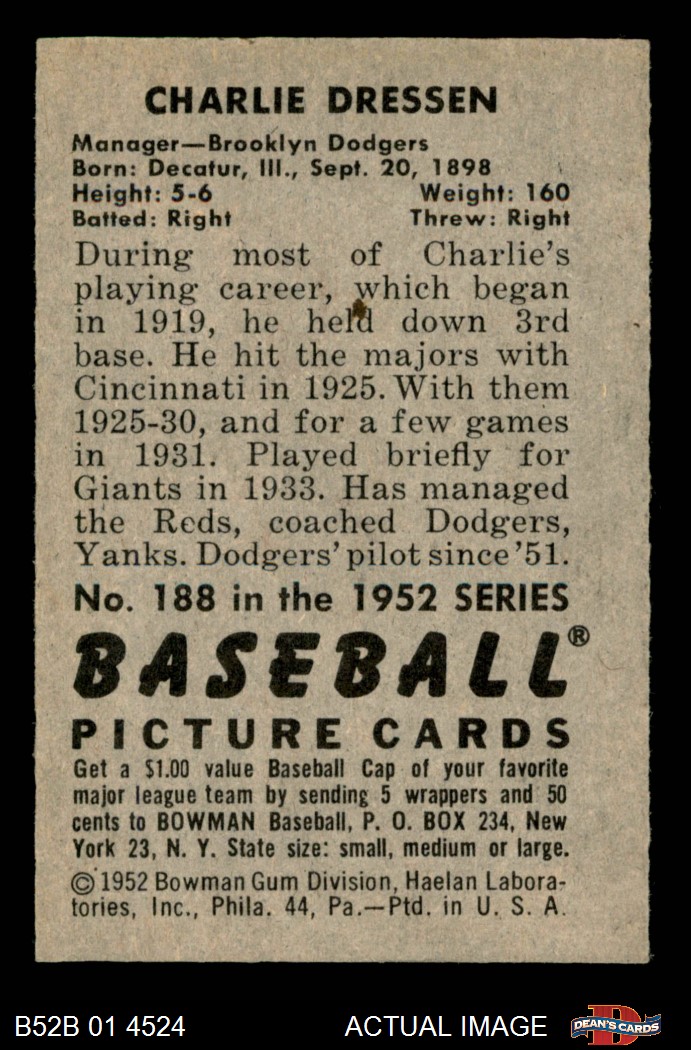 CHARLIE DRESSEN
Manager—Brooklyn Dodgers
Born: Decatur, Ill., Sept. 20, 1898
Height: 5-6 Weight: 160
Batted: Right Threw: Right
During most of Charlie's
playing career, which began
in 1919, he held down 3rd
base. He hit the majors with
Cincinnati in 1925. With them
1925-30, and for a few games
in 1931. Played briefly for
Giants in 1933. Has managed
the Reds, coached Dodgers,
Yanks. Dodgers' pilot since '51.
No. 188 in the 1952 SERIES
BASEBALL®
PICTURE CARDS
Get a $1.00 value Baseball Cap of your favorite
major league team by sending 5 wrappers and 50
cents to BOWMAN Baseball, P. O. BOX 234, New
York 23, N. Y. State size: small, medium or large.
© 1952 Bowman Gum Division, Haelan Labora-
tories, Inc., Phila. 44, Pa.—Ptd. in U. S. A.
B52B 01 4524 ACTUAL IMAGE DEAN'S CARDS